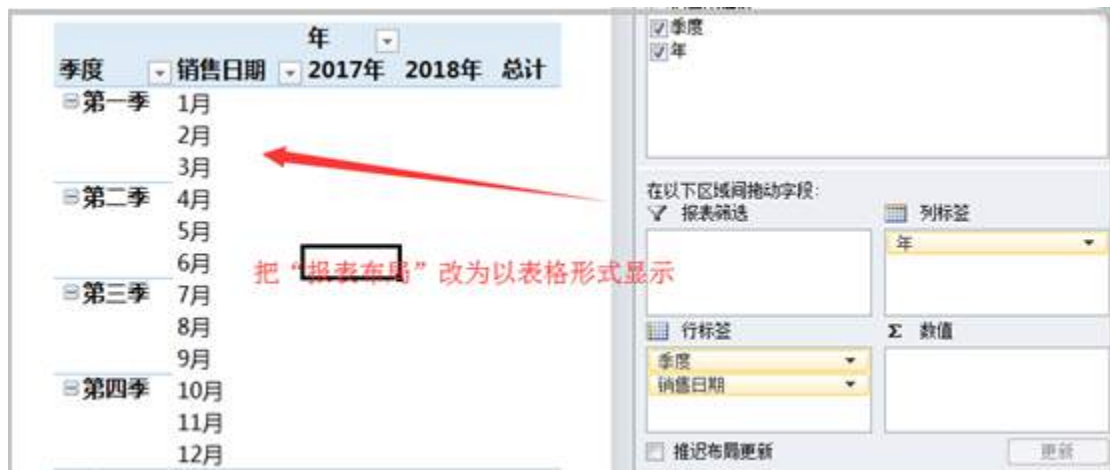 年
季度 销售日期 2017年 2018年 总计
第一季 1月
2月
3月
第二季 4月
5月
6月
第三季 7月
8月
9月
第四季 10月
11月
12月
把“报表布局”改为以表格形式显示
季度
年
在以下区域间拖动字段:
报表筛选 列标签
年
行标签 Σ 数值
季度
销售日期
推迟布局更新 更新